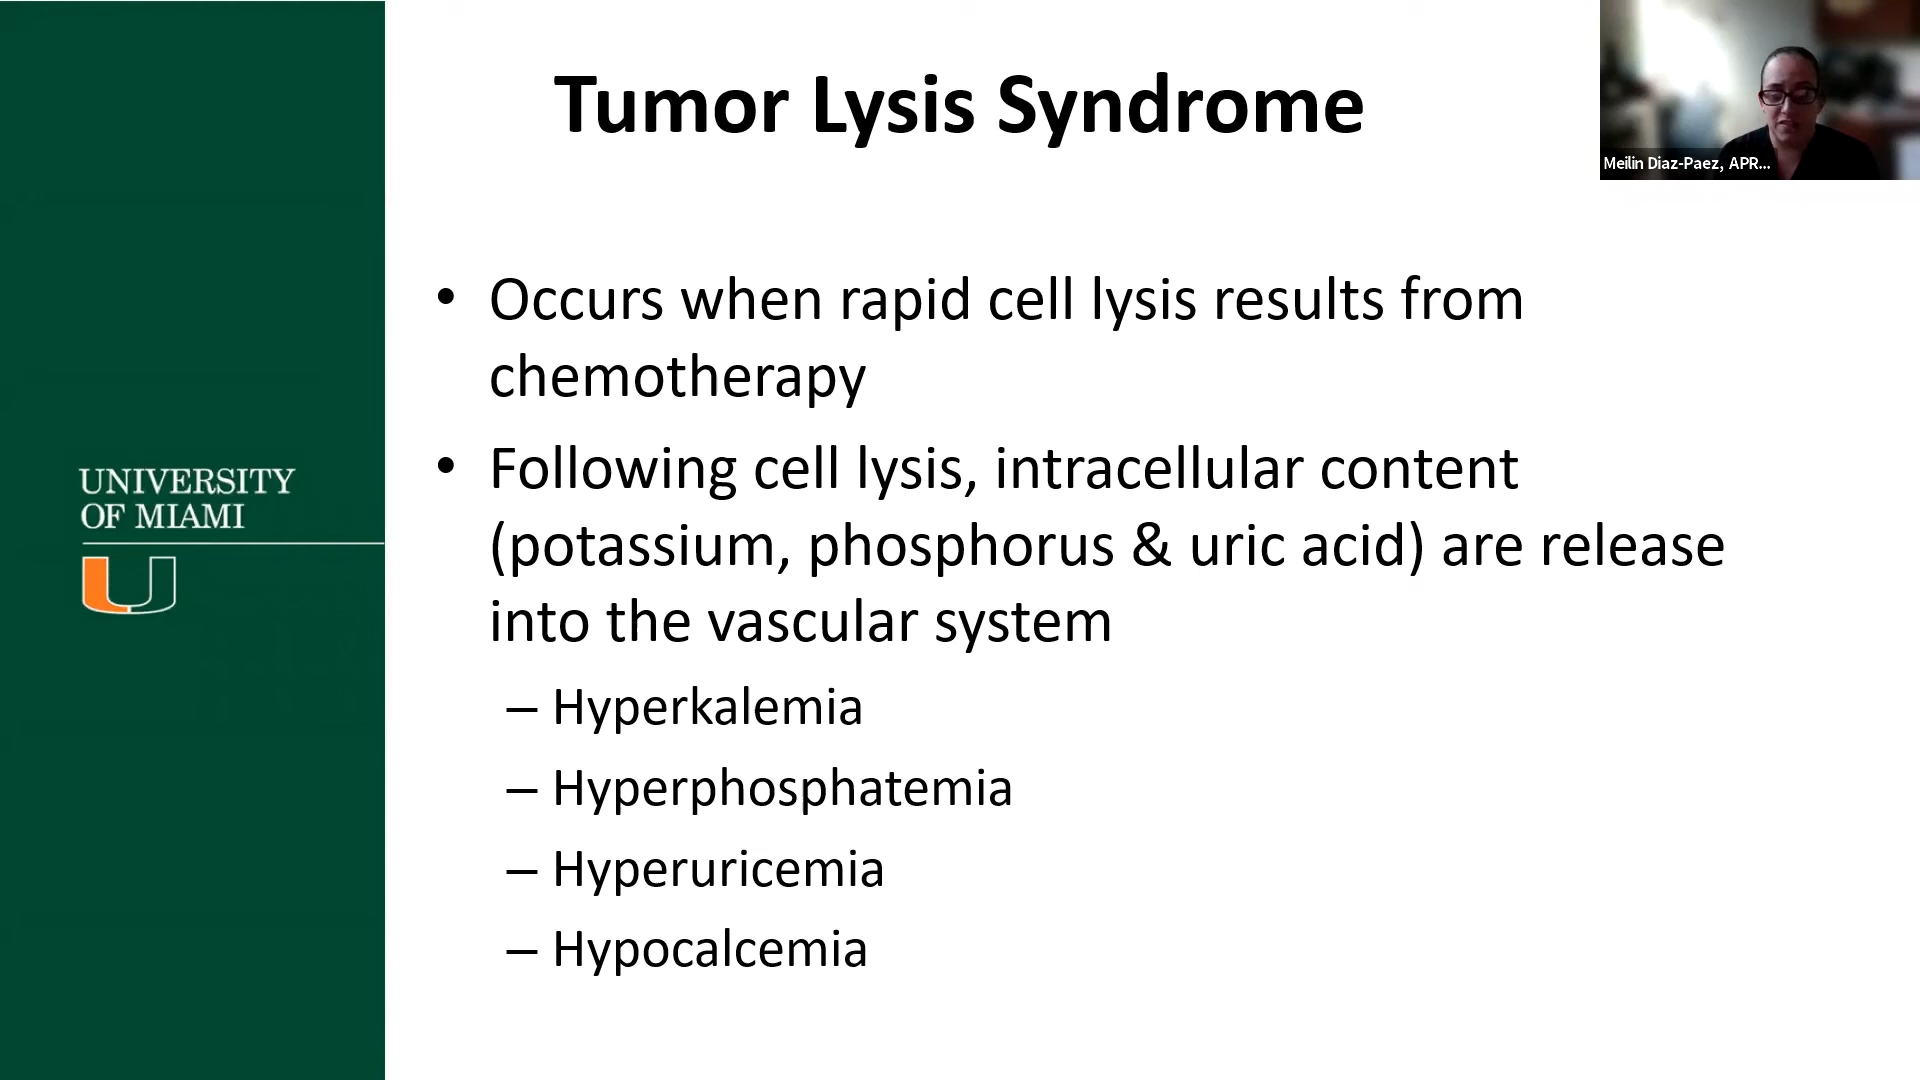 Tumor Lysis Syndrome
Meilin Diaz-Paez, APR...
• Occurs when rapid cell lysis results from
chemotherapy
• Following cell lysis, intracellular content
(potassium, phosphorus & uric acid) are release
into the vascular system
– Hyperkalemia
– Hyperphosphatemia
– Hyperuricemia
– Hypocalcemia
UNIVERSITY
OF MIAMI
U